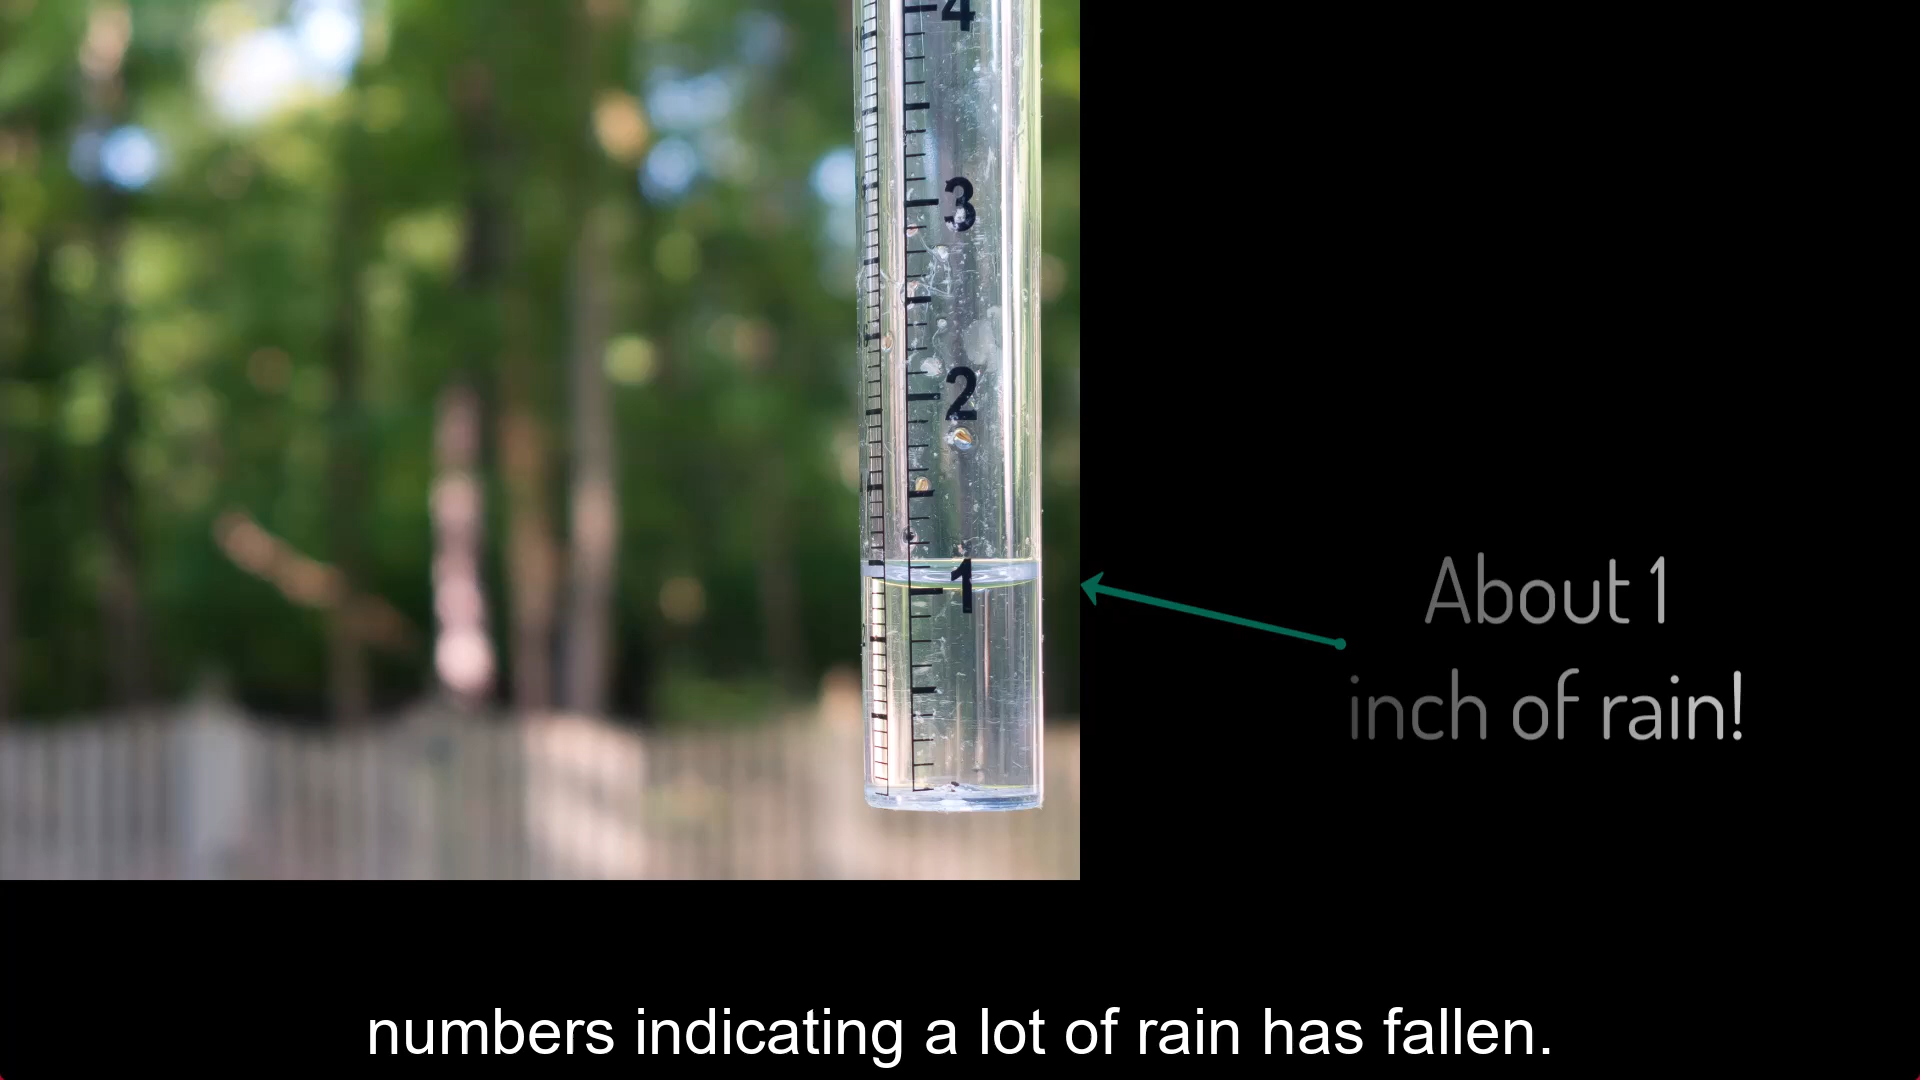 4
3
2
1
About 1
inch of rain!
numbers indicating a lot of rain has fallen.